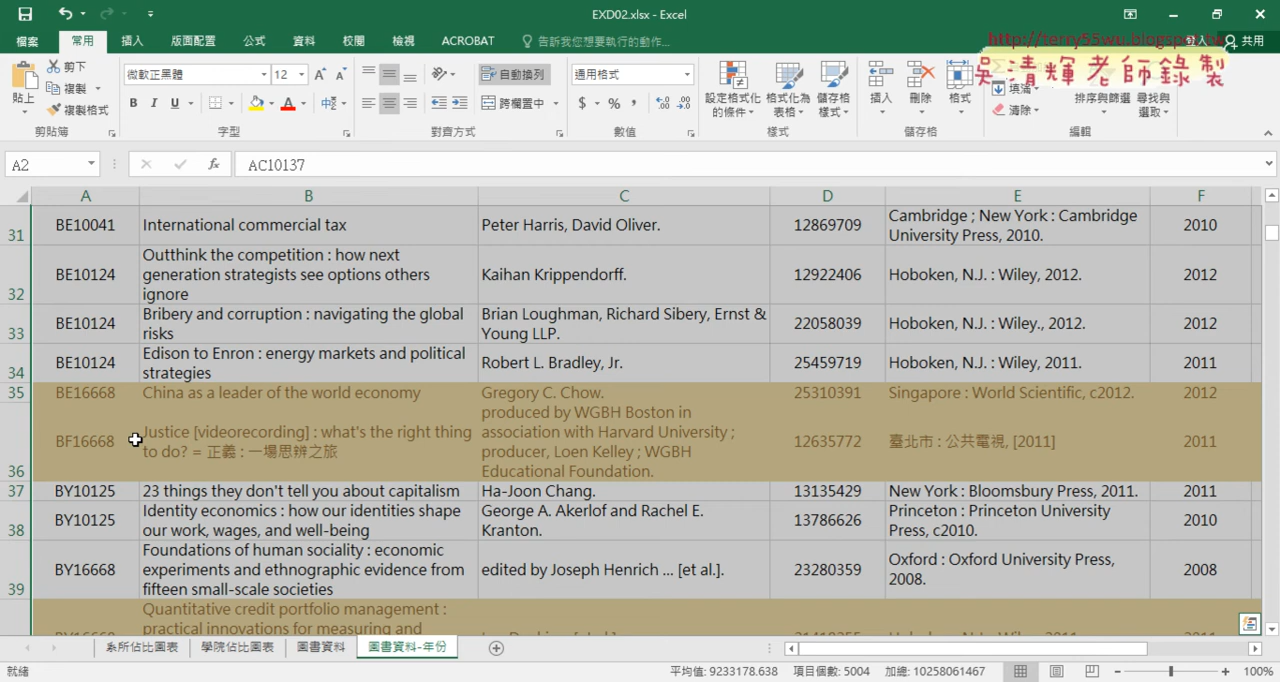 EXD02.xlsx - Excel
http://terry55wu.blogspot.tw
吳清輝老師錄製
檔案 常用 插入 版面配置 公式 資料 校閱 檢視 ACROBAT 告訴我您想要執行的動作... 登入 共用
貼上 剪下 複製 複製格式
微軟正黑體 12
B I U
自動換列
跨欄置中
通用格式
$ % ,
設定格式化的條件 格式化為表格 儲存格樣式
插入 刪除 格式
填滿
清除
排序與篩選 尋找與選取
剪貼簿 字型 對齊方式 數值 樣式 儲存格 編輯
A2 fx AC10137
A B C D E F
31 BE10041 International commercial tax Peter Harris, David Oliver. 12869709 Cambridge ; New York : Cambridge University Press, 2010. 2010
32 BE10124 Outthink the competition : how next generation strategists see options others ignore Kaihan Krippendorff. 12922406 Hoboken, N.J. : Wiley, 2012. 2012
33 BE10124 Bribery and corruption : navigating the global risks Brian Loughman, Richard Sibery, Ernst & Young LLP. 22058039 Hoboken, N.J. : Wiley., 2012. 2012
34 BE10124 Edison to Enron : energy markets and political strategies Robert L. Bradley, Jr. 25459719 Hoboken, N.J. : Wiley, 2011. 2011
35 BE16668 China as a leader of the world economy Gregory C. Chow. 25310391 Singapore : World Scientific, c2012. 2012
36 BF16668 Justice [videorecording] : what's the right thing to do? = 正義 : 一場思辨之旅 produced by WGBH Boston in association with Harvard University ; producer, Loen Kelley ; WGBH Educational Foundation. 12635772 臺北市 : 公共電視, [2011] 2011
37 BY10125 23 things they don't tell you about capitalism Ha-Joon Chang. 13135429 New York : Bloomsbury Press, 2011. 2011
38 BY10125 Identity economics : how our identities shape our work, wages, and well-being George A. Akerlof and Rachel E. Kranton. 13786626 Princeton : Princeton University Press, c2010. 2010
39 BY16668 Foundations of human sociality : economic experiments and ethnographic evidence from fifteen small-scale societies edited by Joseph Henrich ... [et al.]. 23280359 Oxford : Oxford University Press, 2008. 2008
Quantitative credit portfolio management : practical innovations for measuring and
系所佔比圖表 學院佔比圖表 圖書資料 圖書資料-年份
就緒 平均值: 9233178.638 項目個數: 5004 加總: 10258061467 100%